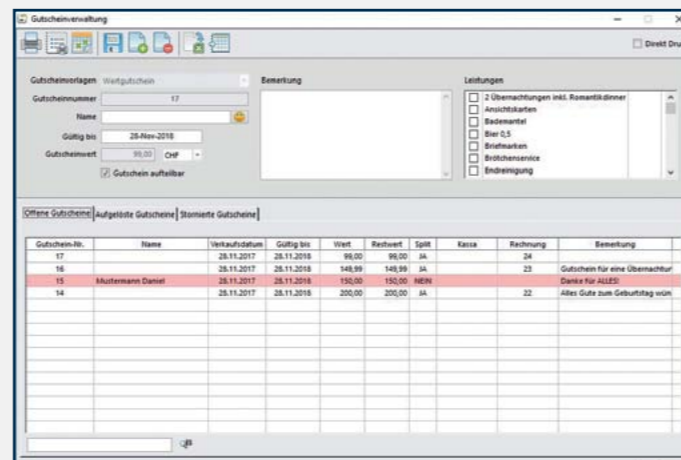 Gutscheinverwaltung
Direkt Dru
Gutscheinvorlagen Wertgutschein
Gutscheinnummer 17
Name
Gültig bis 28-Nov-2018
Gutscheinwert 99,00 CHF
Gutschein aufteilbar
Bemerkung
Leistungen
2 Übernachtungen inkl. Romantikdinner
Ansichtskarten
Bademantel
Bier 0,5
Briefmarken
Brötchenservice
Endreinigung
Offene Gutscheine Aufgelöste Gutscheine Stornierte Gutscheine
Gutschein-Nr. Name Verkaufsdatum Gültig bis Wert Restwert Split Kassa Rechnung Bemerkung
17 28.11.2017 28.11.2018 99,00 99,00 JA 24
16 28.11.2017 28.11.2018 149,99 149,99 JA 23 Gutschein für eine Übernachtur
15 Mustermann Daniel 28.11.2017 28.11.2018 150,00 150,00 NEIN Danke für ALLES!
14 28.11.2017 28.11.2018 200,00 200,00 JA 22 Alles Gute zum Geburtstag wün